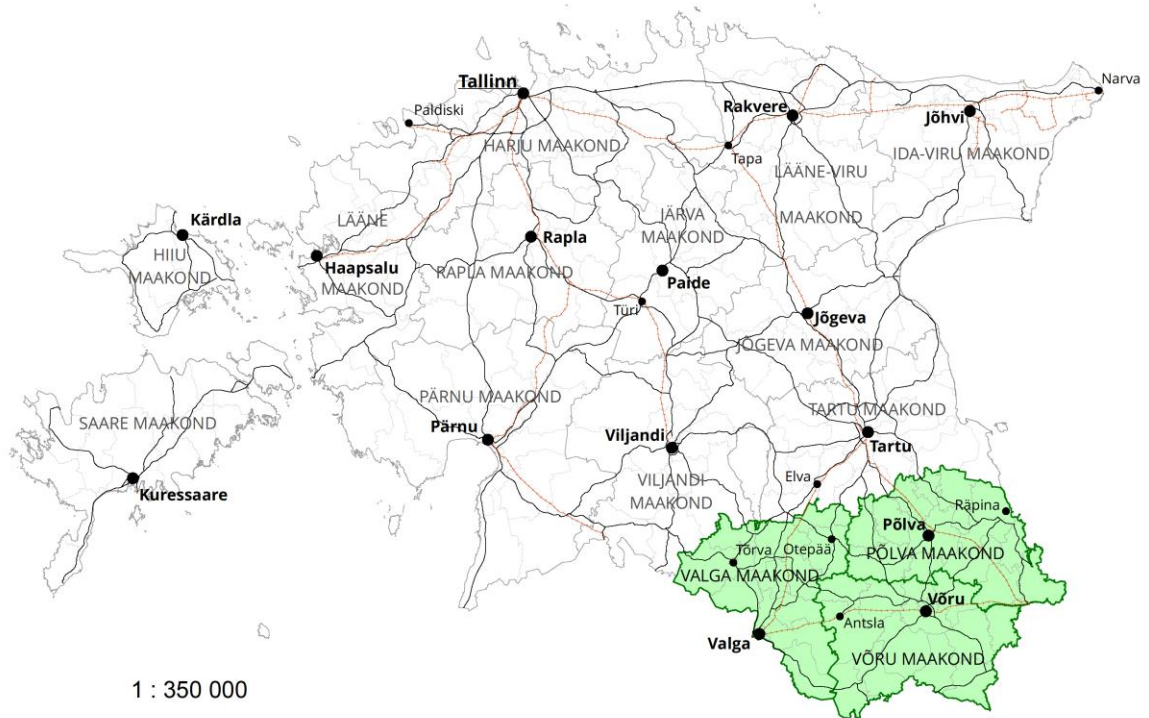 Tallinn
Narva
Paldiski
Rakvere
Jõhvi
HARJU MAAKOND
Tapa
IDA-VIRU MAAKOND
LÄÄNE-VIRU
MAAKOND
Kärdla
LÄÄNE
MAAKOND
JÄRVA
MAAKOND
Rapla
HIIU
MAAKOND
Haapsalu
RAPLA MAAKOND
Paide
Türi
Jõgeva
JÕGEVA MAAKOND
PÄRNU MAAKOND
TARTU MAAKOND
SAARE MAAKOND
Pärnu
Viljandi
Tartu
VILJANDI
MAAKOND
Elva
Kuressaare
Räpina
Põlva
Tõrva
Otepää
PÕLVA MAAKOND
VALGA MAAKOND
Võru
Antsla
Valga
VÕRU MAAKOND
1 : 350 000